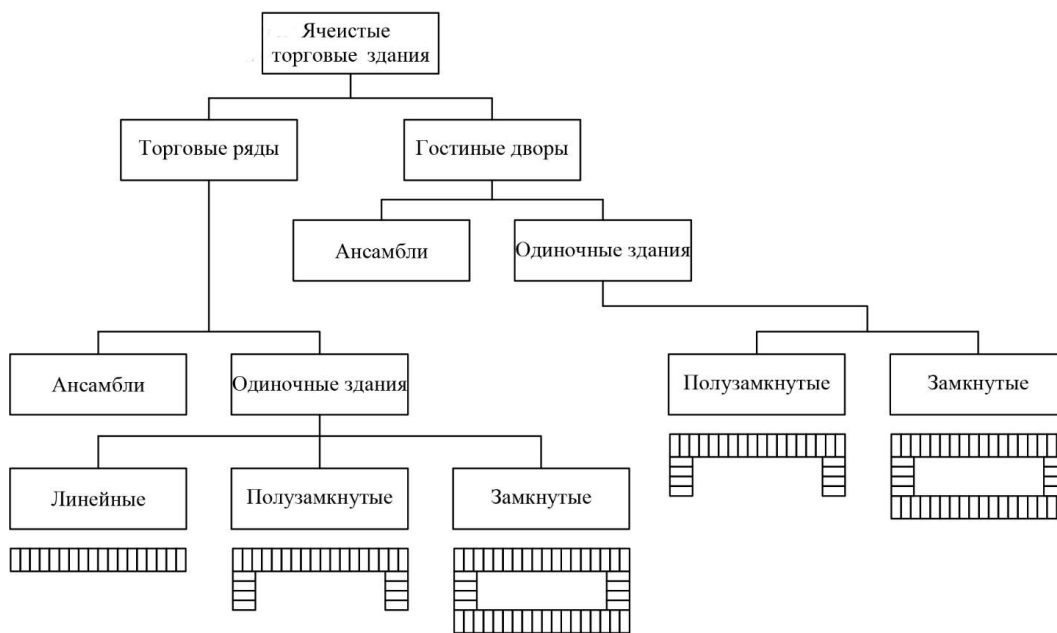 Ячеистые
торговые здания
Торговые ряды
Гостиные дворы
Ансамбли
Одиночные здания
Ансамбли
Одиночные здания
Полузамкнутые
Замкнутые
Линейные
Полузамкнутые
Замкнутые